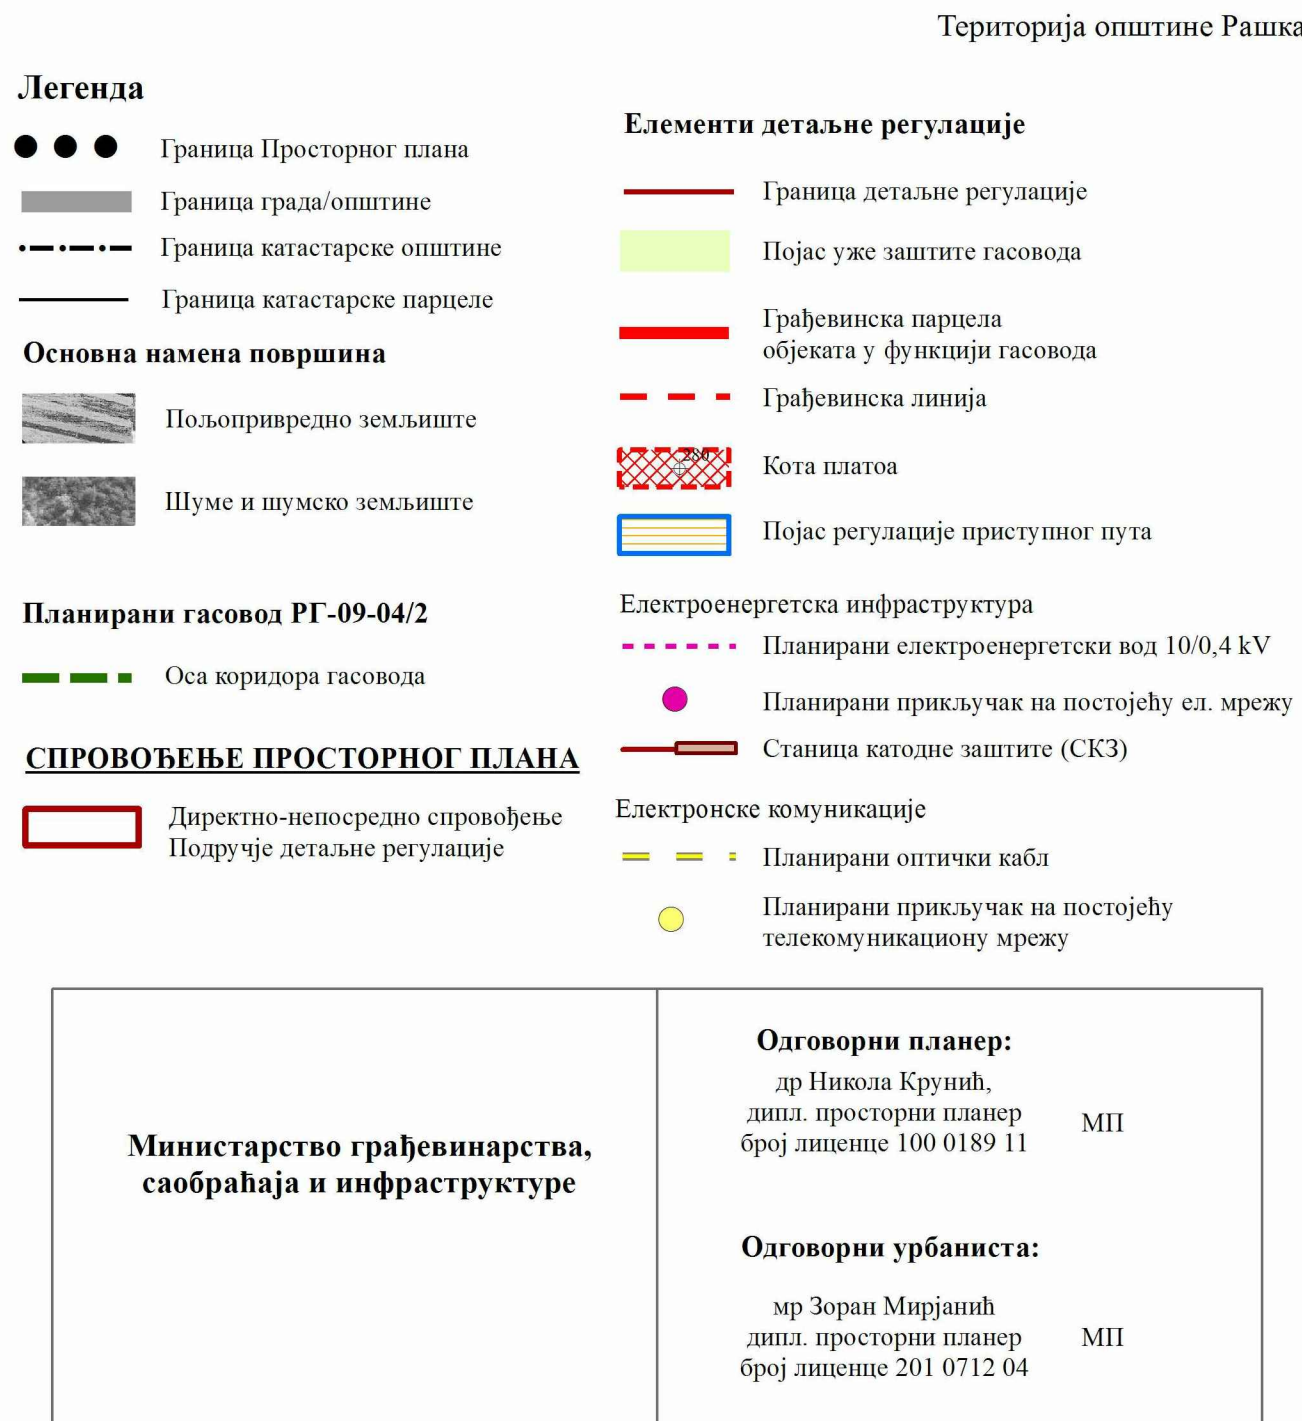 Територија општине Рашка
Легенда
Граница Просторног плана
Граница града/општине
Граница катастарске општине
Граница катастарске парцеле
Основна намена површина
Пољопривредно земљиште
Шуме и шумско земљиште
Планирани гасовод РГ-09-04/2
Оса коридора гасовода
СПРОВОЂЕЊЕ ПРОСТОРНОГ ПЛАНА
Директно-непосредно спровођење
Подручје детаљне регулације
Елементи детаљне регулације
Граница детаљне регулације
Појас уже заштите гасовода
Грађевинска парцела
објеката у функцији гасовода
Грађевинска линија
280
Кота платоа
Појас регулације приступног пута
Електроенергетска инфраструктура
Планирани електроенергетски вод 10/0,4 kV
Планирани прикључак на постојећу ел. мрежу
Станица катодне заштите (СКЗ)
Електронске комуникације
Планирани оптички кабл
Планирани прикључак на постојећу
телекомуникациону мрежу
Министарство грађевинарства,
саобраћаја и инфраструктуре
Одговорни планер:
др Никола Крунић,
дипл. просторни планер
број лиценце 100 0189 11
МП
Одговорни урбаниста:
мр Зоран Мирјанић
дипл. просторни планер
број лиценце 201 0712 04
МП